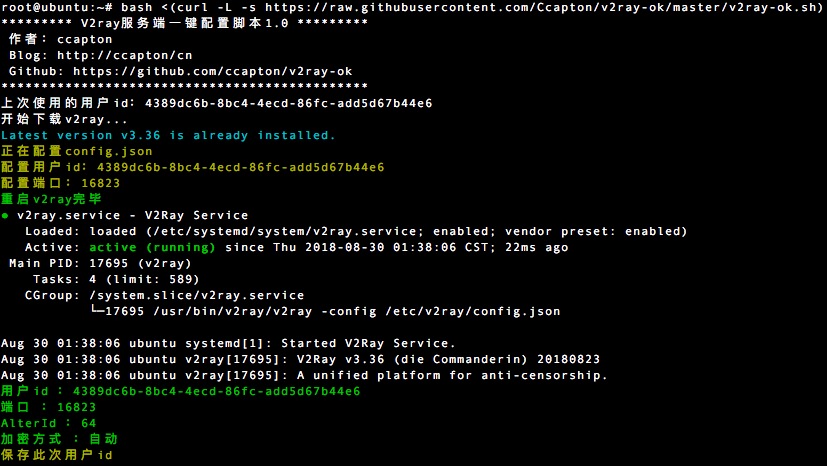 root@ubuntu:~# bash <(curl -L -s https://raw.githubusercontent.com/Ccapton/v2ray-ok/master/v2ray-ok.sh)
********* V2ray服务端一键配置脚本1.0 *********
作者: ccapton
Blog: http://ccapton/cn
Github: https://github.com/ccapton/v2ray-ok
**********************************************
上次使用的用户id: 4389dc6b-8bc4-4ecd-86fc-add5d67b44e6
开始下载v2ray...
Latest version v3.36 is already installed.
正在配置config.json
配置用户id: 4389dc6b-8bc4-4ecd-86fc-add5d67b44e6
配置端口: 16823
重启v2ray完毕
● v2ray.service - V2Ray Service
Loaded: loaded (/etc/systemd/system/v2ray.service; enabled; vendor preset: enabled)
Active: active (running) since Thu 2018-08-30 01:38:06 CST; 22ms ago
Main PID: 17695 (v2ray)
Tasks: 4 (limit: 589)
CGroup: /system.slice/v2ray.service
└─17695 /usr/bin/v2ray/v2ray -config /etc/v2ray/config.json
Aug 30 01:38:06 ubuntu systemd[1]: Started V2Ray Service.
Aug 30 01:38:06 ubuntu v2ray[17695]: V2Ray v3.36 (die Commanderin) 20180823
Aug 30 01:38:06 ubuntu v2ray[17695]: A unified platform for anti-censorship.
用户id : 4389dc6b-8bc4-4ecd-86fc-add5d67b44e6
端口 : 16823
AlterId : 64
加密方式 : 自动
保存此次用户id